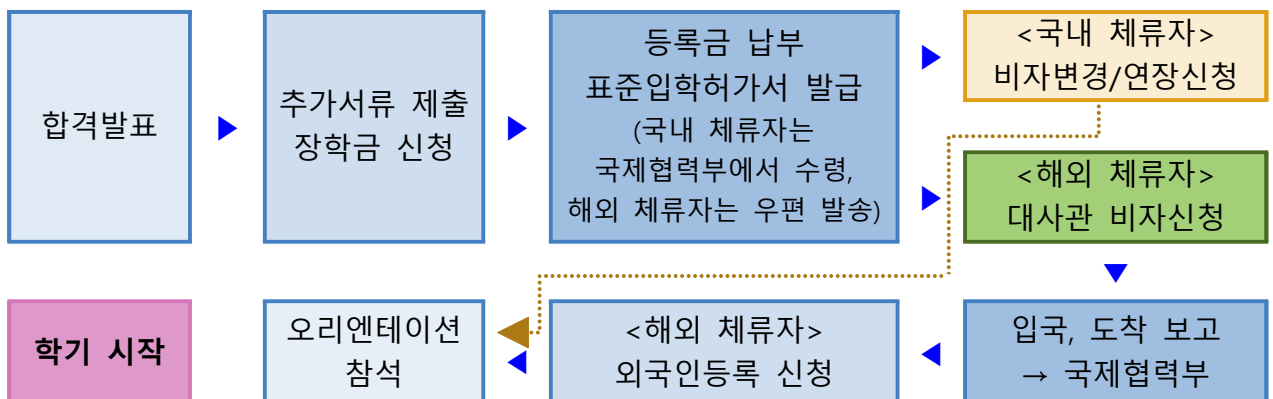 합격발표
추가서류 제출
장학금 신청
등록금 납부
표준입학허가서 발급
(국내 체류자는
국제협력부에서 수령,
해외 체류자는 우편 발송)
<국내 체류자>
비자변경/연장신청
<해외 체류자>
대사관 비자신청
입국, 도착 보고
→ 국제협력부
<해외 체류자>
외국인등록 신청
오리엔테이션
참석
학기 시작